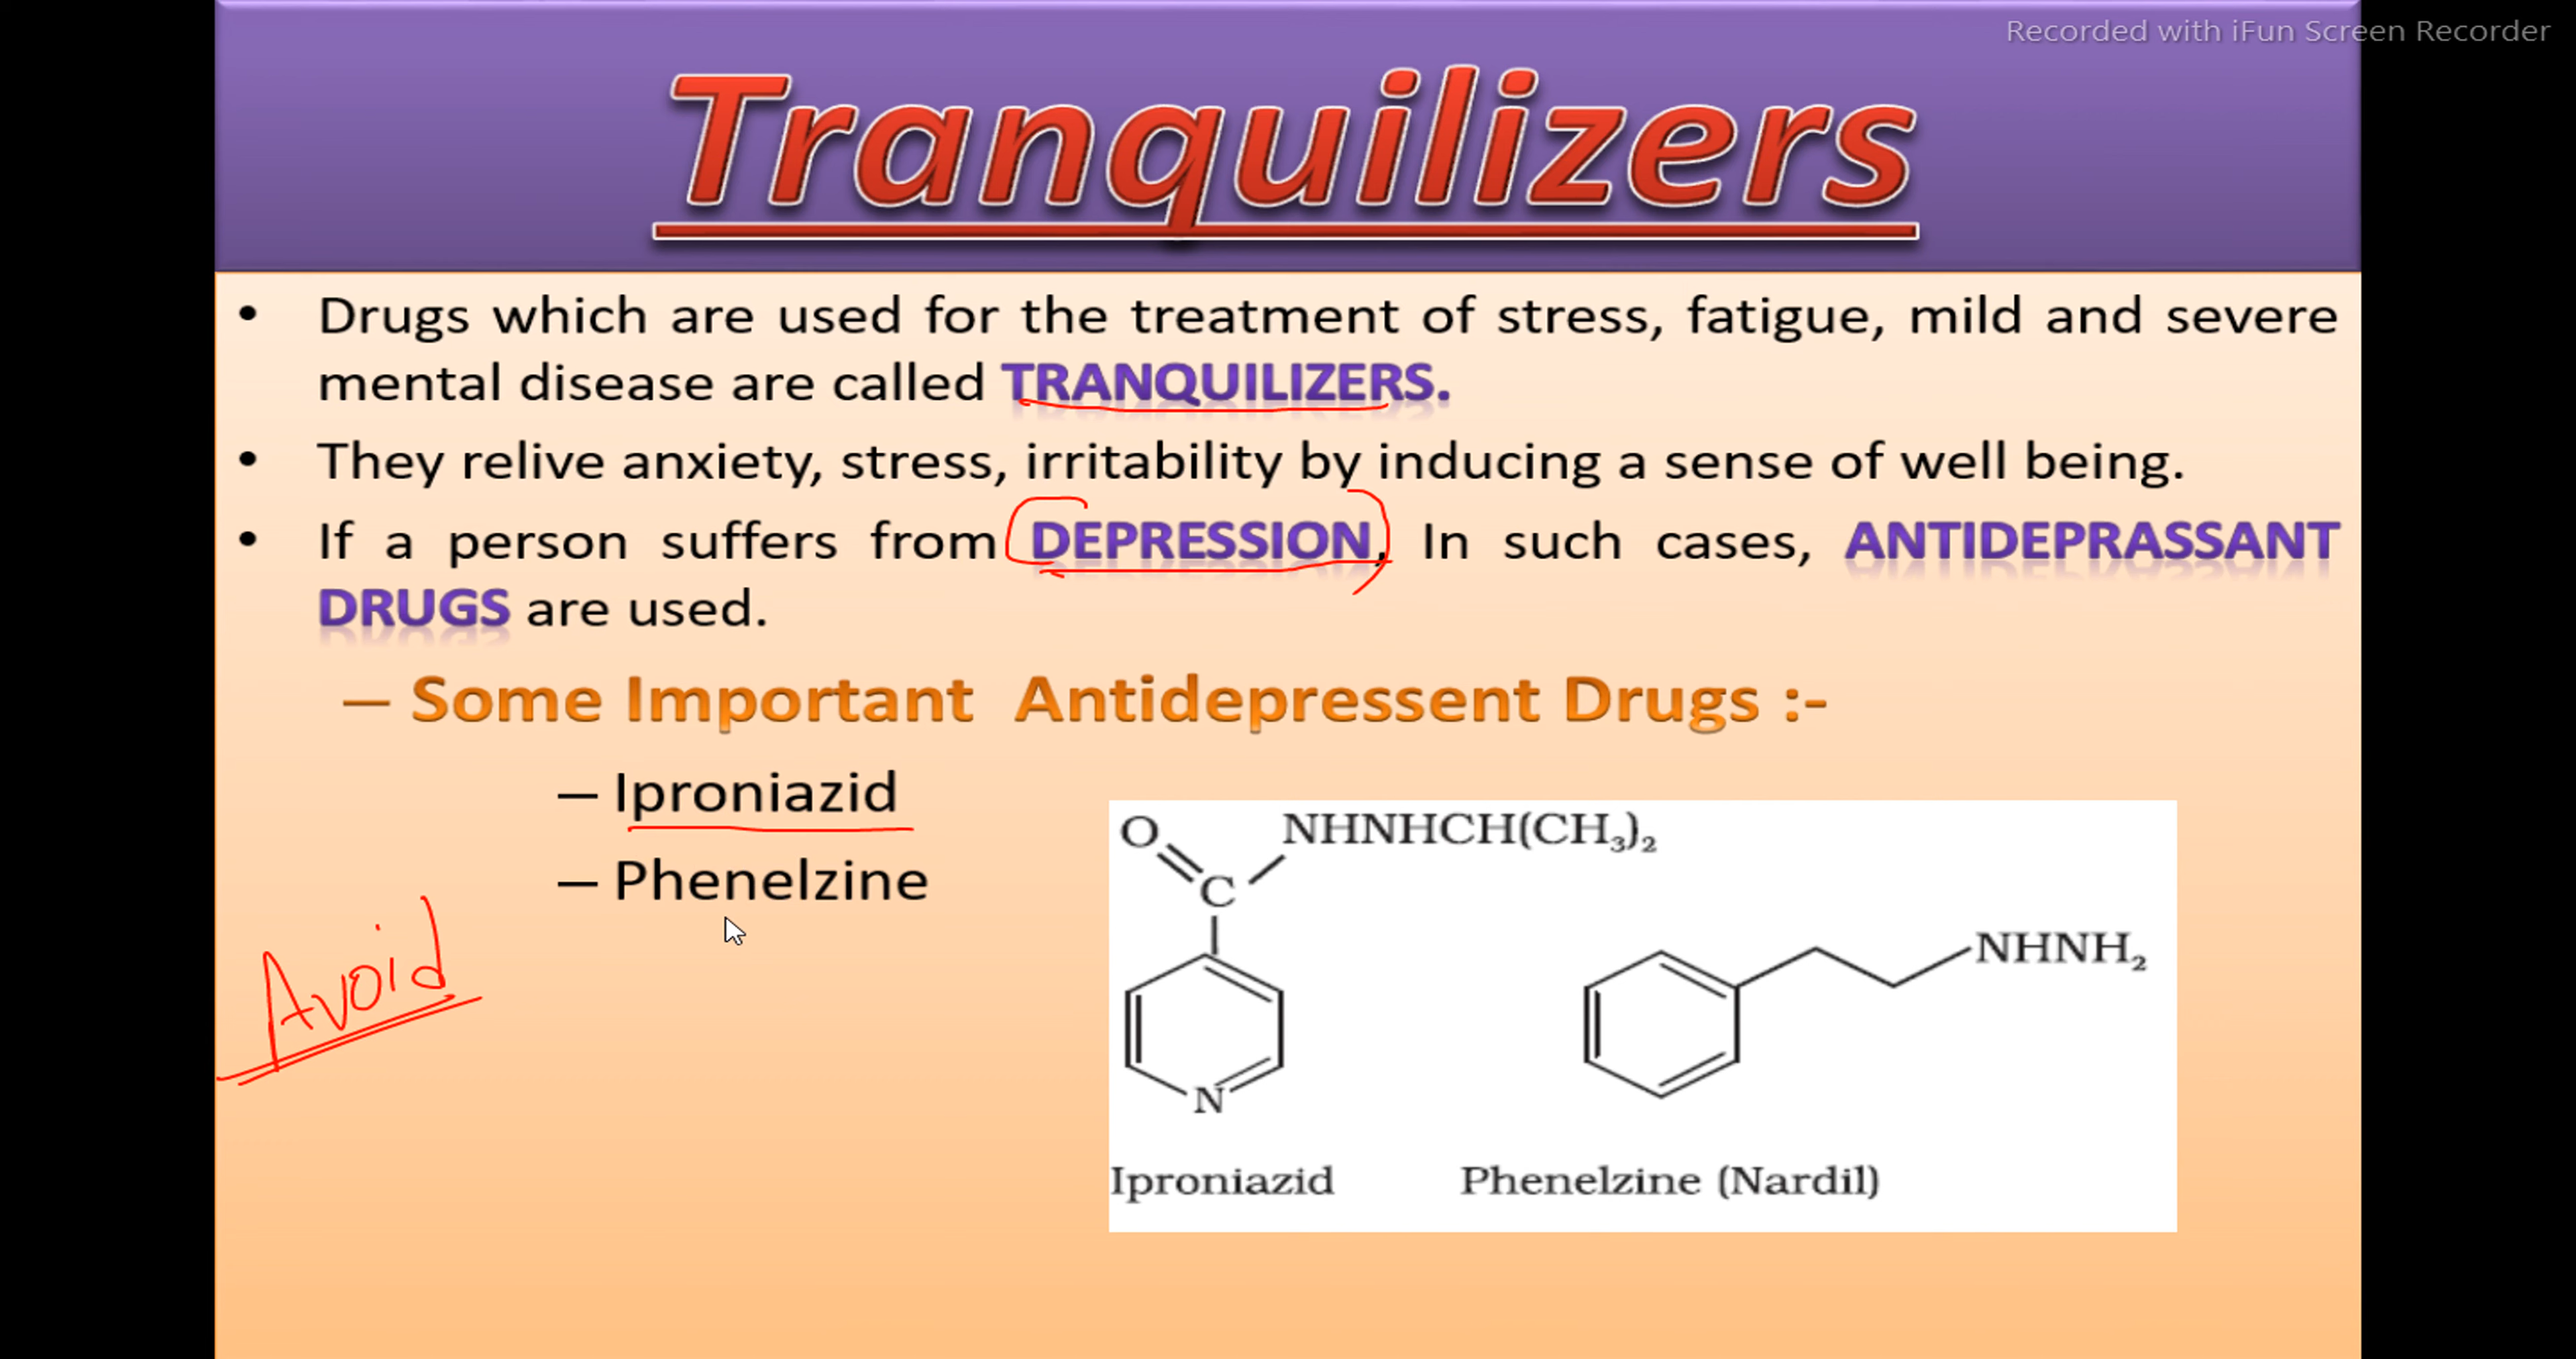 Recorded with iFun Screen Recorder
Tranquilizers
• Drugs which are used for the treatment of stress, fatigue, mild and severe
mental disease are called TRANQUILIZERS.
• They relive anxiety, stress, irritability by inducing a sense of well being.
• If a person suffers from DEPRESSION, In such cases, ANTIDEPRASSANT
DRUGS are used.
– Some Important Antidepressent Drugs :-
– Iproniazid
– Phenelzine
Avoid
O NHNHCH(CH₃)₂
C
NHNH₂
N
Iproniazid Phenelzine (Nardil)